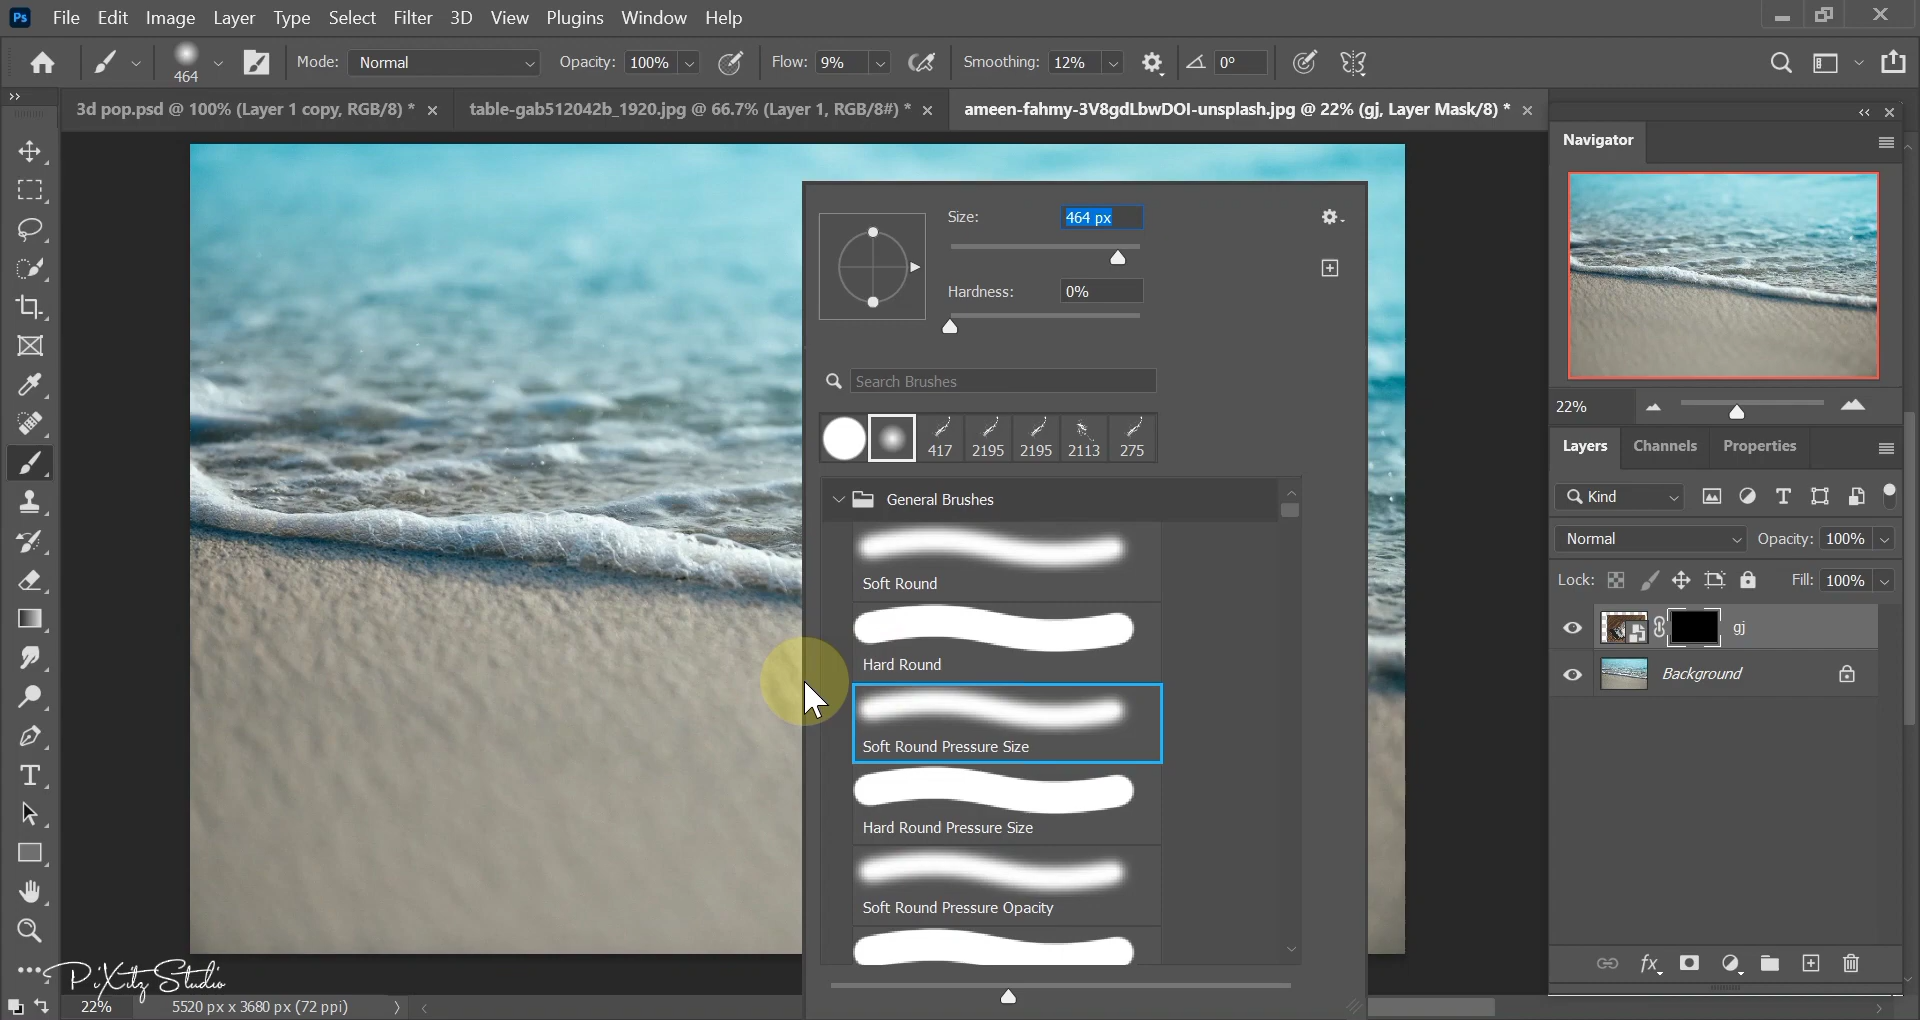 Ps File Edit Image Layer Type Select Filter 3D View Plugins Window Help
464 Mode: Normal Opacity: 100% Flow: 9% Smoothing: 12% 0°
3d pop.psd @ 100% (Layer 1 copy, RGB/8) * × table-gab512042b_1920.jpg @ 66.7% (Layer 1, RGB/8#) * × ameen-fahmy-3V8gdLbwDOI-unsplash.jpg @ 22% (gj, Layer Mask/8) * ×
Navigator
Size: 464 px
Hardness: 0%
Search Brushes
417 2195 2195 2113 275
General Brushes
Soft Round
Hard Round
Soft Round Pressure Size
Hard Round Pressure Size
Soft Round Pressure Opacity
22%
Layers Channels Properties
Kind
Normal Opacity: 100%
Lock: Fill: 100%
gj
Background
PiXitz Studio
22% 5520 px x 3680 px (72 ppi)